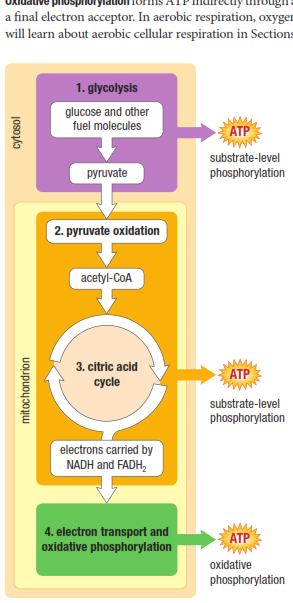 Oxidative phosphorylation forms ATP indirectly through a
a final electron acceptor. In aerobic respiration, oxygen
will learn about aerobic cellular respiration in Sections
1. glycolysis
glucose and other
fuel molecules
cytosol
ATP
substrate-level
phosphorylation
pyruvate
2. pyruvate oxidation
acetyl-CoA
3. citric acid
cycle
mitochondrion
ATP
substrate-level
phosphorylation
electrons carried by
NADH and FADH₂
4. electron transport and
oxidative phosphorylation
ATP
oxidative
phosphorylation